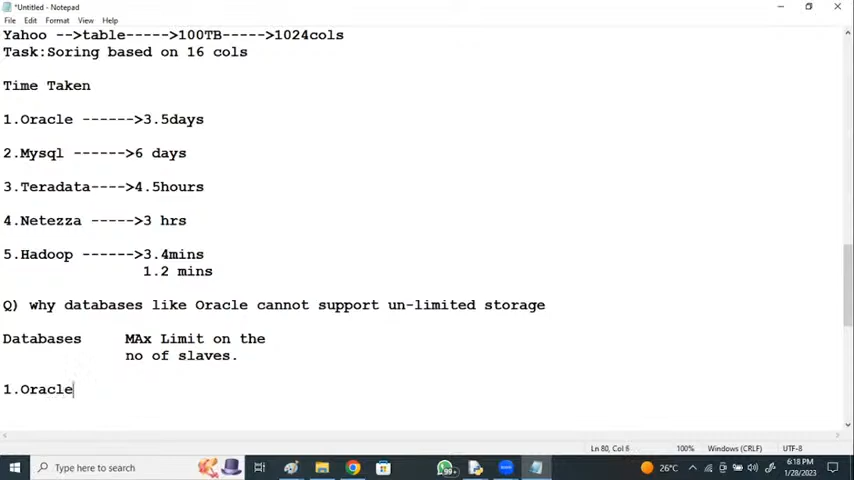 *Untitled - Notepad
File Edit Format View Help
Yahoo -->table----->100TB----->1024cols
Task:Soring based on 16 cols
Time Taken
1.Oracle ------>3.5days
2.Mysql ------>6 days
3.Teradata---->4.5hours
4.Netezza ----->3 hrs
5.Hadoop ------>3.4mins
1.2 mins
Q) why databases like Oracle cannot support un-limited storage
Databases MAx Limit on the
no of slaves.
1.Oracle
Ln 80, Col 6 100% Windows (CRLF) UTF-8
Type here to search 99+ 26°C 6:18 PM
1/28/2023